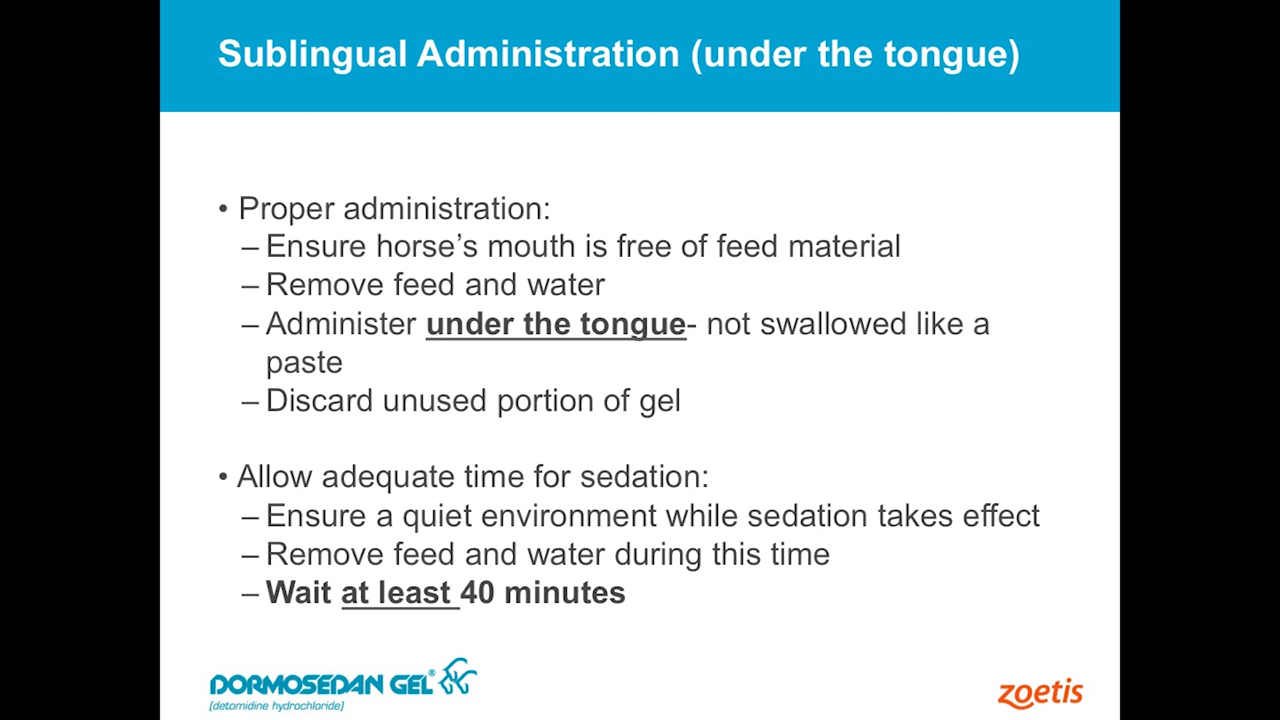 Sublingual Administration (under the tongue)
• Proper administration:
– Ensure horse’s mouth is free of feed material
– Remove feed and water
– Administer under the tongue- not swallowed like a
paste
– Discard unused portion of gel
• Allow adequate time for sedation:
– Ensure a quiet environment while sedation takes effect
– Remove feed and water during this time
– Wait at least 40 minutes
DORMOSEDAN GEL®
(detomidine hydrochloride)
zoetis